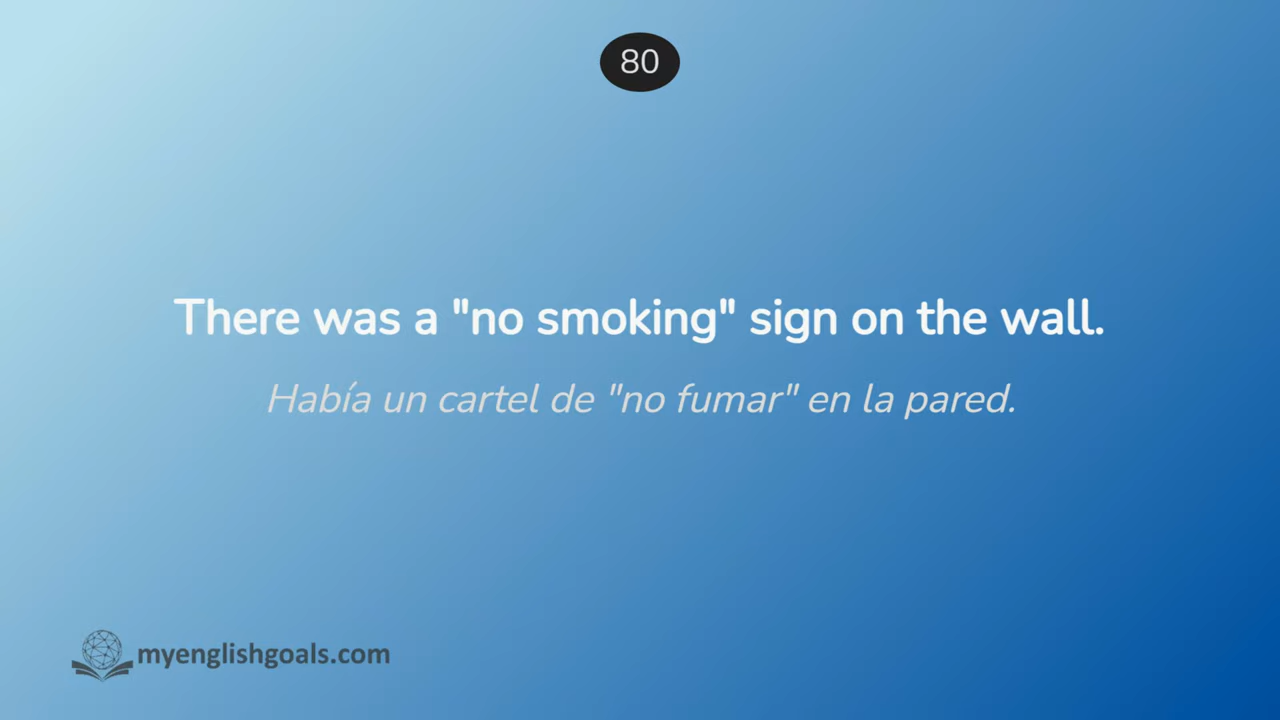 80
There was a "no smoking" sign on the wall.
Había un cartel de "no fumar" en la pared.
myenglishgoals.com